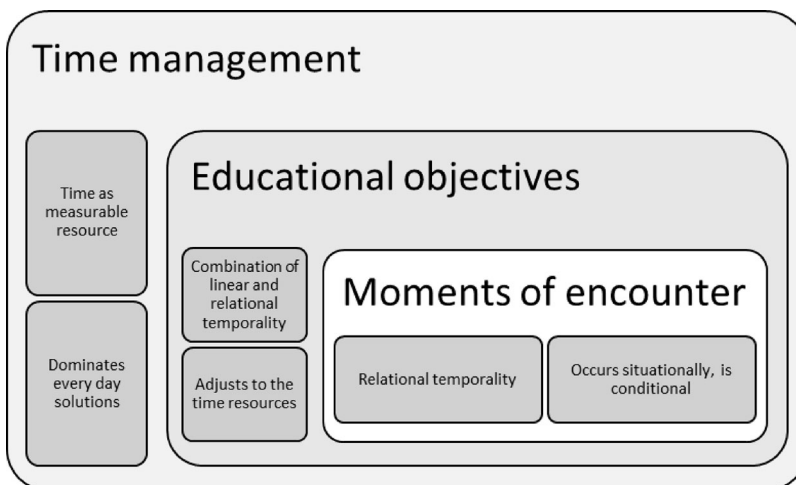 Time management
Time as
measurable
resource
Dominates
every day
solutions
Educational objectives
Combination of
linear and
relational
temporality
Adjusts to the
time resources
Moments of encounter
Relational temporality
Occurs situationally, is
conditional